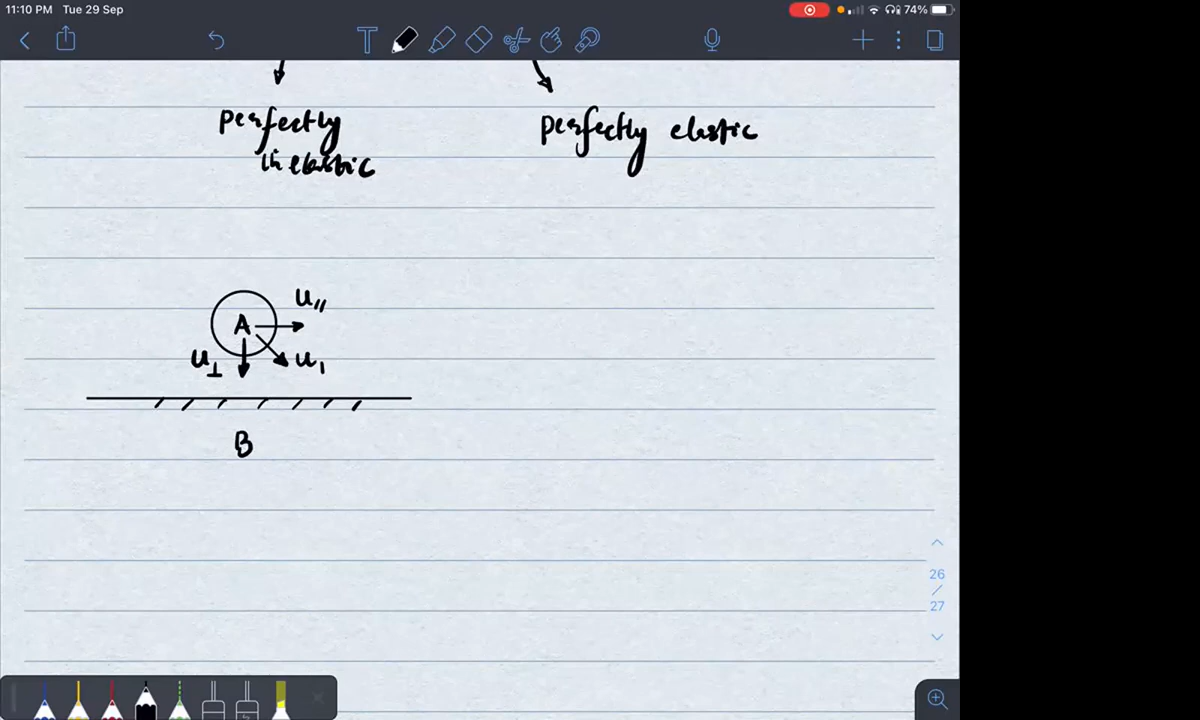 11:10 PM Tue 29 Sep
74%
T
perfectly
inelastic
perfectly elastic
A
u||
u⊥
u1
B
26
/
27